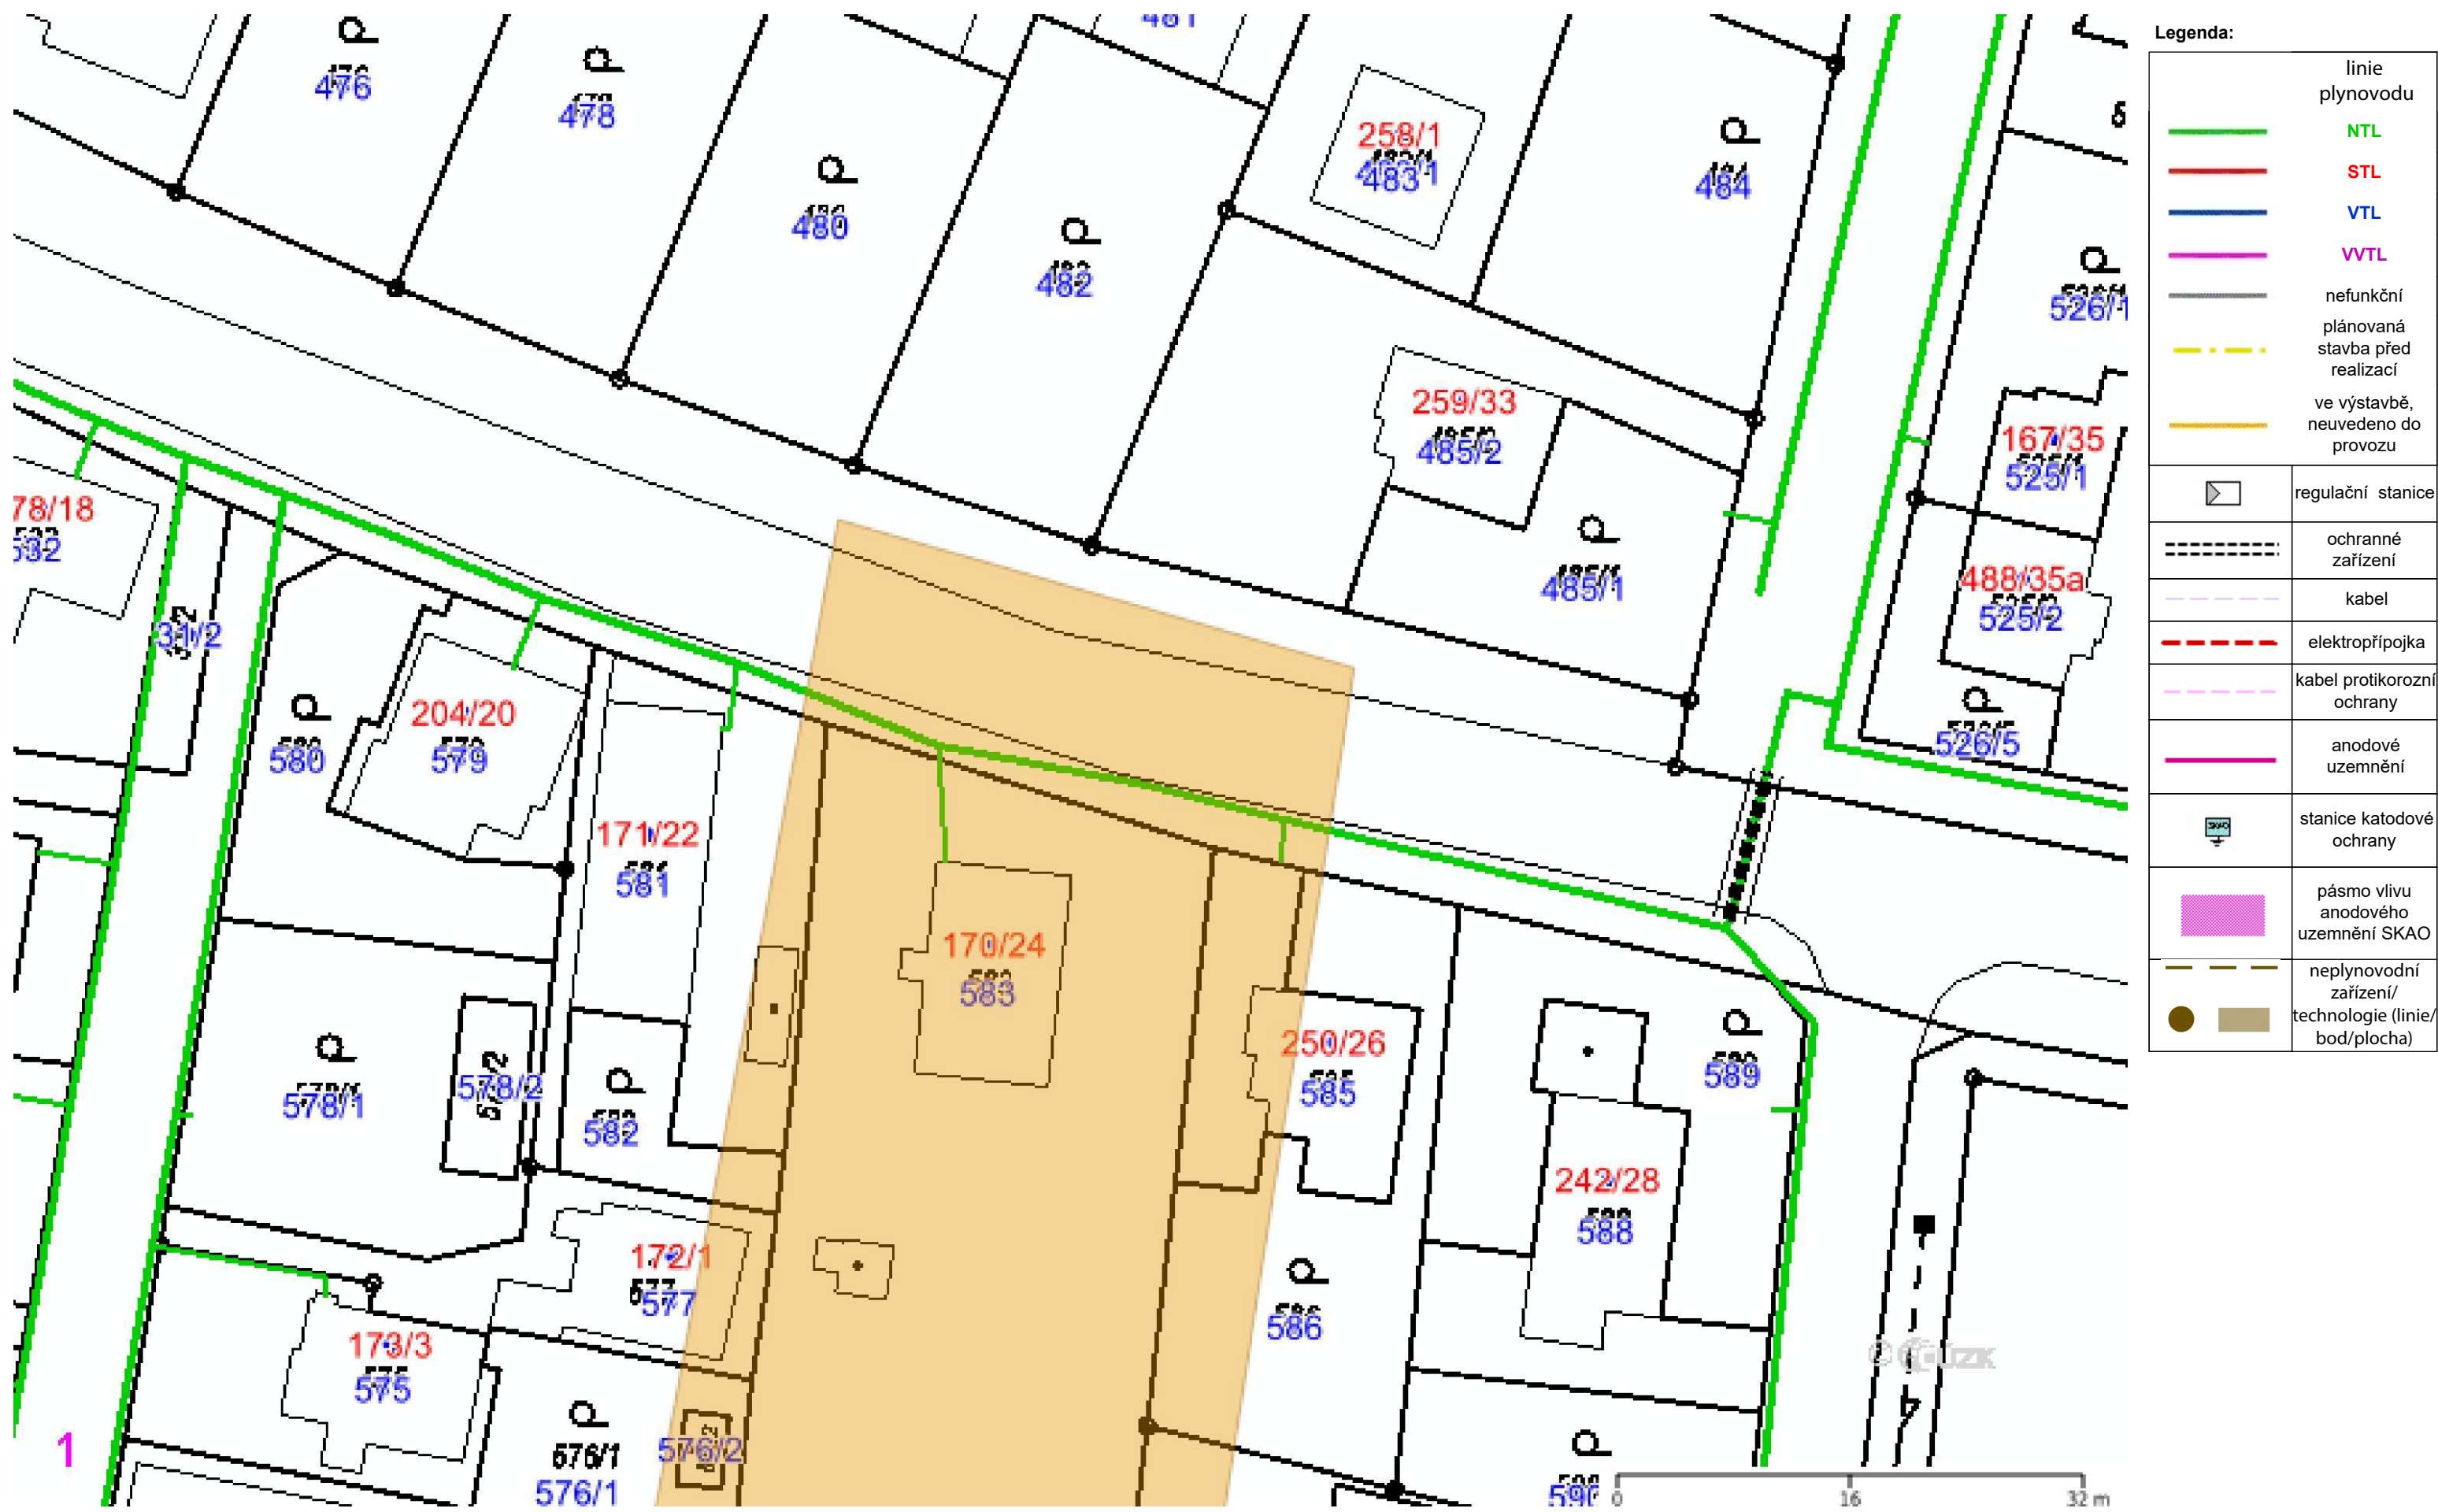 476
478
480
481
482
258/1
483/1
484
526/1
259/33
485/2
485/1
167/35
525/1
488/35a
525/2
526/5
78/18
532
31/2
580
204/20
579
171/22
581
170/24
583
250/26
585
589
578/1
578/2
582
242/28
588
172/1
577
586
173/3
575
576/1
576/1
576/2
1
0
16
32 m
Legenda:
linie
plynovodu
NTL
STL
VTL
VVTL
nefunkční
plánovaná
stavba před
realizací
ve výstavbě,
neuvedeno do
provozu
regulační stanice
ochranné
zařízení
kabel
elektropřípojka
kabel protikorozní
ochrany
anodové
uzemnění
SKAO
stanice katodové
ochrany
pásmo vlivu
anodového
uzemnění SKAO
neplynovodní
zařízení/
technologie (linie/
bod/plocha)